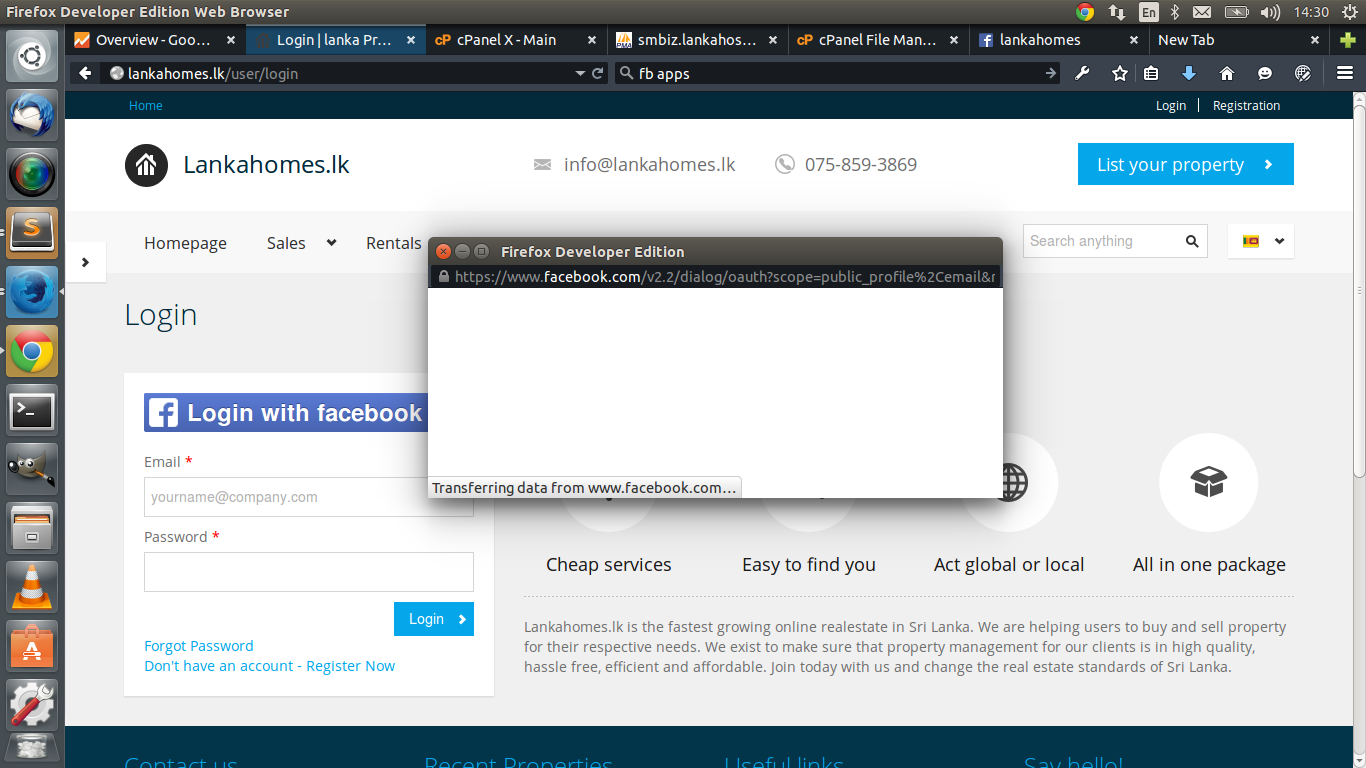 Firefox Developer Edition Web Browser
En
14:30
Overview - Goo...
Login | lanka Pr...
cPanel X - Main
smbiz.lankahos...
cPanel File Man...
lankahomes
New Tab
lankahomes.lk/user/login
fb apps
Home
Login
Registration
Lankahomes.lk
info@lankahomes.lk
075-859-3869
List your property
Homepage
Sales
Rentals
Search anything
Firefox Developer Edition
https://www.facebook.com/v2.2/dialog/oauth?scope=public_profile%2Cemail&r
Transferring data from www.facebook.com...
Login
Login with facebook
Email *
yourname@company.com
Password *
Login
Forgot Password
Don't have an account - Register Now
Cheap services
Easy to find you
Act global or local
All in one package
Lankahomes.lk is the fastest growing online realestate in Sri Lanka. We are helping users to buy and sell property
for their respective needs. We exist to make sure that property management for our clients is in high quality,
hassle free, efficient and affordable. Join today with us and change the real estate standards of Sri Lanka.
Contact us
Recent Properties
Useful links
Say hello!